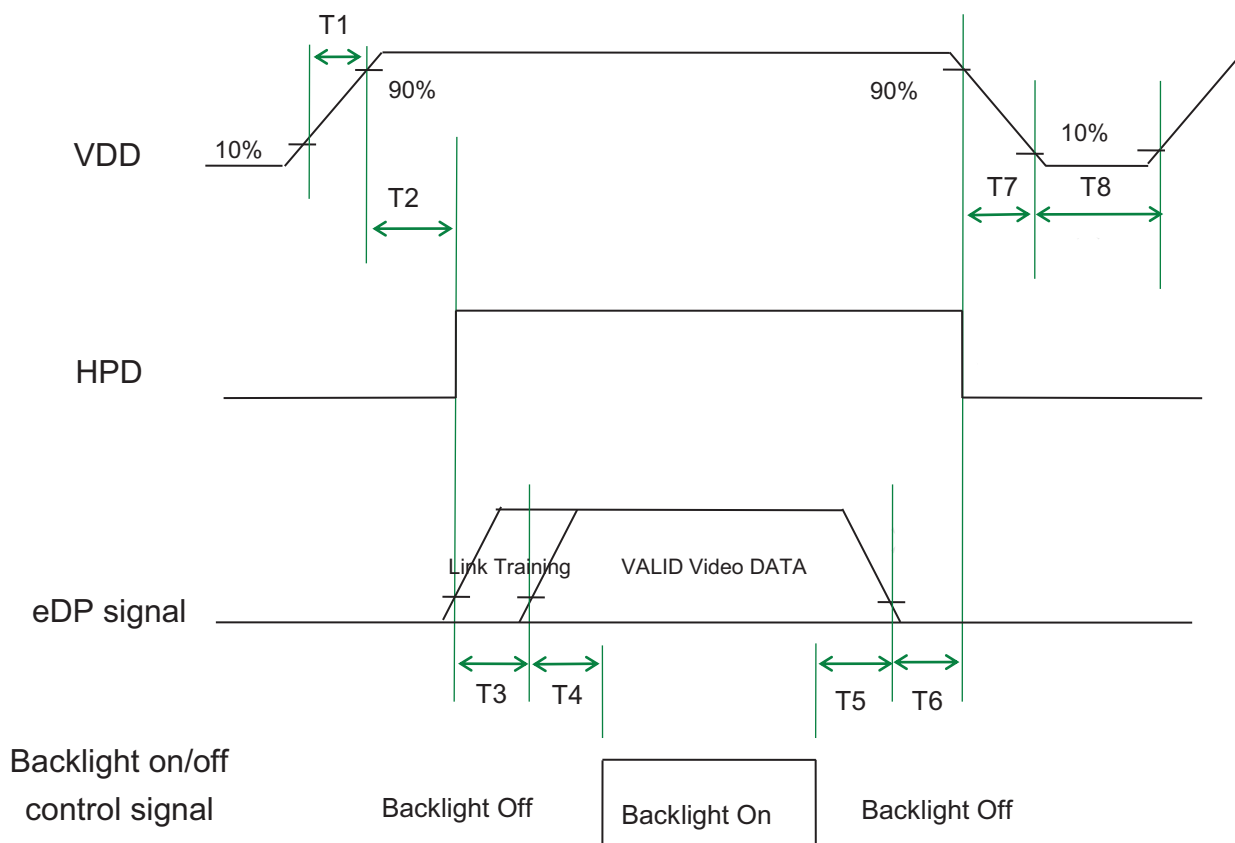 T1
90%
90%
10%
10%
VDD
T2
T7
T8
HPD
Link Training
VALID Video DATA
eDP signal
T3
T4
T5
T6
Backlight on/off
control signal
Backlight Off
Backlight On
Backlight Off